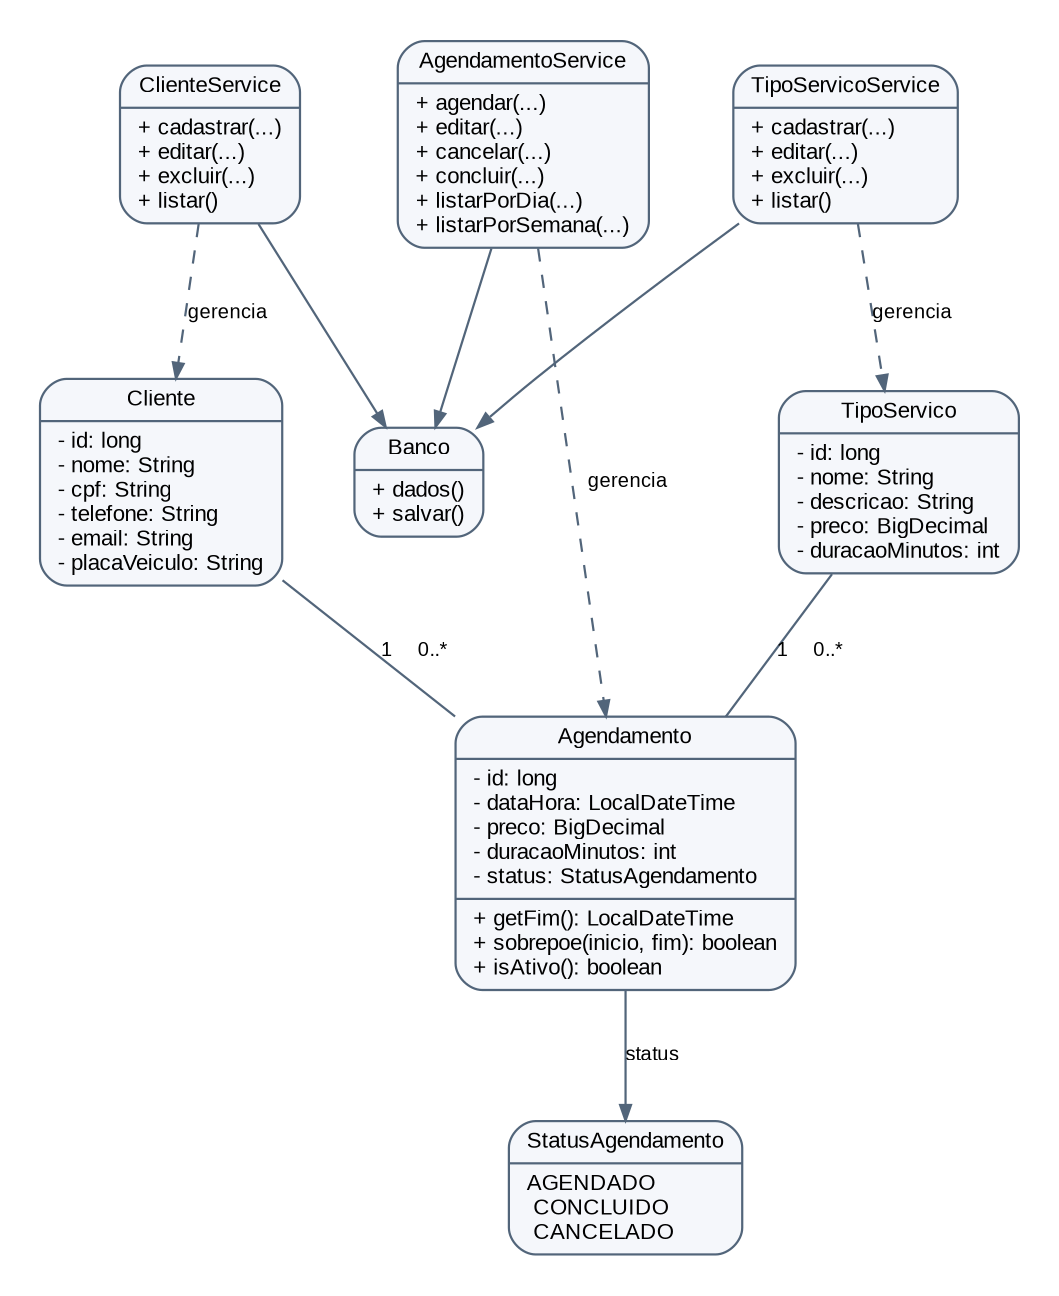 ClienteService
+ cadastrar(...)
+ editar(...)
+ excluir(...)
+ listar()
AgendamentoService
+ agendar(...)
+ editar(...)
+ cancelar(...)
+ concluir(...)
+ listarPorDia(...)
+ listarPorSemana(...)
TipoServicoService
+ cadastrar(...)
+ editar(...)
+ excluir(...)
+ listar()
gerencia
gerencia
Cliente
- id: long
- nome: String
- cpf: String
- telefone: String
- email: String
- placaVeiculo: String
Banco
+ dados()
+ salvar()
gerencia
TipoServico
- id: long
- nome: String
- descricao: String
- preco: BigDecimal
- duracaoMinutos: int
1 0..*
1 0..*
Agendamento
- id: long
- dataHora: LocalDateTime
- preco: BigDecimal
- duracaoMinutos: int
- status: StatusAgendamento
+ getFim(): LocalDateTime
+ sobrepoe(inicio, fim): boolean
+ isAtivo(): boolean
status
StatusAgendamento
AGENDADO
CONCLUIDO
CANCELADO